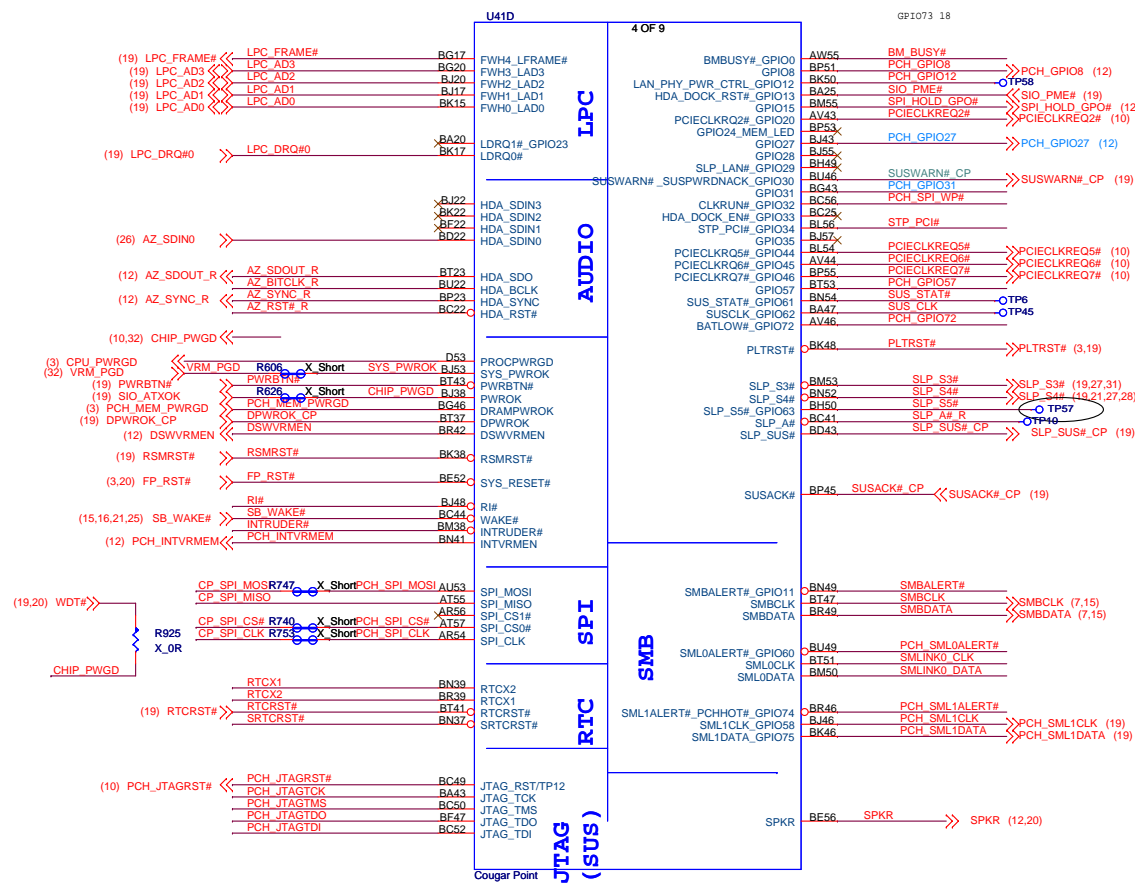 U41D
4 OF 9
GPIO73 18
LPC
AUDIO
SPI
RTC
JTAG
(SUS)
SMB
(19) LPC_FRAME# LPC_FRAME# BG17 FWH4_LFRAME#
(19) LPC_AD3 LPC_AD3 BG20 FWH3_LAD3
(19) LPC_AD2 LPC_AD2 BJ20 FWH2_LAD2
(19) LPC_AD1 LPC_AD1 BJ17 FWH1_LAD1
(19) LPC_AD0 LPC_AD0 BK15 FWH0_LAD0
BA20 LDRQ1#_GPIO23
(19) LPC_DRQ#0 LPC_DRQ#0 BK17 LDRQ0#
BJ22 HDA_SDIN3
BK22 HDA_SDIN2
BF22 HDA_SDIN1
(26) AZ_SDIN0 BD22 HDA_SDIN0
(12) AZ_SDOUT_R AZ_SDOUT_R BT23 HDA_SDO
AZ_BITCLK_R BU22 HDA_BCLK
(12) AZ_SYNC_R AZ_SYNC_R BP23 HDA_SYNC
AZ_RST#_R BC22 HDA_RST#
(10,32) CHIP_PWGD
(3) CPU_PWRGD D53 PROCPWRGD
(32) VRM_PGD VRM_PGD R606 X_Short SYS_PWROK BJ53 SYS_PWROK
(19) PWRBTN# PWRBTN# BT43 PWRBTN#
(19) SIO_ATXOK R626 X_Short CHIP_PWGD BJ38 PWROK
(3) PCH_MEM_PWRGD PCH_MEM_PWRGD BG46 DRAMPWROK
(19) DPWROK_CP DPWROK_CP BT37 DPWROK
(12) DSWVRMEN DSWVRMEN BR42 DSWVRMEN
(19) RSMRST# RSMRST# BK38 RSMRST#
(3,20) FP_RST# FP_RST# BE52 SYS_RESET#
RI# BJ48 RI#
(15,16,21,25) SB_WAKE# SB_WAKE# BC44 WAKE#
INTRUDER# BM38 INTRUDER#
(12) PCH_INTVRMEM PCH_INTVRMEM BN41 INTVRMEN
CP_SPI_MOSI R747 X_Short PCH_SPI_MOSI AU53 SPI_MOSI
CP_SPI_MISO AT55 SPI_MISO
AR56 SPI_CS1#
CP_SPI_CS# R740 X_Short PCH_SPI_CS# AT57 SPI_CS0#
CP_SPI_CLK R753 X_Short PCH_SPI_CLK AR54 SPI_CLK
(19,20) WDT#
R925
X_0R
CHIP_PWGD
RTCX1 BN39 RTCX2
RTCX2 BR39 RTCX1
(19) RTCRST# RTCRST# BT41 RTCRST#
SRTCRST# BN37 SRTCRST#
(10) PCH_JTAGRST# PCH_JTAGRST# BC49 JTAG_RST/TP12
PCH_JTAGTCK BA43 JTAG_TCK
PCH_JTAGTMS BC50 JTAG_TMS
PCH_JTAGTDO BF47 JTAG_TDO
PCH_JTAGTDI BC52 JTAG_TDI
BMBUSY#_GPIO0 AW55 BM_BUSY#
GPIO8 BP51 PCH_GPIO8 PCH_GPIO8 (12)
LAN_PHY_PWR_CTRL_GPIO12 BK50 PCH_GPIO12 TP58
HDA_DOCK_RST#_GPIO13 BA25 SIO_PME# SIO_PME# (19)
GPIO15 BM55 SPI_HOLD_GPO# SPI_HOLD_GPO# (12
PCIECLKRQ2#_GPIO20 AV43 PCIECLKREQ2# PCIECLKREQ2# (10)
GPIO24_MEM_LED BP53
GPIO27 BJ43 PCH_GPIO27 PCH_GPIO27 (12)
GPIO28 BJ55
SLP_LAN#_GPIO29 BH49
SUSWARN#_SUSPWRDNACK_GPIO30 BU46 SUSWARN#_CP SUSWARN#_CP (19)
GPIO31 BG43 PCH_GPIO31
CLKRUN#_GPIO32 BC56 PCH_SPI_WP#
HDA_DOCK_EN#_GPIO33 BC25
STP_PCI#_GPIO34 BL56 STP_PCI#
GPIO35 BJ57
PCIECLKRQ5#_GPIO44 BL54 PCIECLKREQ5# PCIECLKREQ5# (10)
PCIECLKRQ6#_GPIO45 AV44 PCIECLKREQ6# PCIECLKREQ6# (10)
PCIECLKRQ7#_GPIO46 BP55 PCIECLKREQ7# PCIECLKREQ7# (10)
GPIO57 BT53 PCH_GPIO57
SUS_STAT#_GPIO61 BN54 SUS_STAT# TP6
SUSCLK_GPIO62 BA47 SUS_CLK TP45
BATLOW#_GPIO72 AV46 PCH_GPIO72
PLTRST# BK48 PLTRST# PLTRST# (3,19)
SLP_S3# BM53 SLP_S3# SLP_S3# (19,27,31)
SLP_S4# BN52 SLP_S4# SLP_S4# (19,21,27,28)
SLP_S5#_GPIO63 BH50 SLP_S5# TP57
SLP_A# BC41 SLP_A#_R TP10
SLP_SUS# BD43 SLP_SUS#_CP SLP_SUS#_CP (19)
SUSACK# BP45 SUSACK#_CP SUSACK#_CP (19)
SMBALERT#_GPIO11 BN49 SMBALERT#
SMBCLK BT47 SMBCLK SMBCLK (7,15)
SMBDATA BR49 SMBDATA SMBDATA (7,15)
SML0ALERT#_GPIO60 BU49 PCH_SML0ALERT#
SML0CLK BT51 SMLINK0_CLK
SML0DATA BM50 SMLINK0_DATA
SML1ALERT#_PCHHOT#_GPIO74 BR46 PCH_SML1ALERT#
SML1CLK_GPIO58 BJ46 PCH_SML1CLK PCH_SML1CLK (19)
SML1DATA_GPIO75 BK46 PCH_SML1DATA PCH_SML1DATA (19)
SPKR BE56 SPKR SPKR (12,20)
Cougar Point